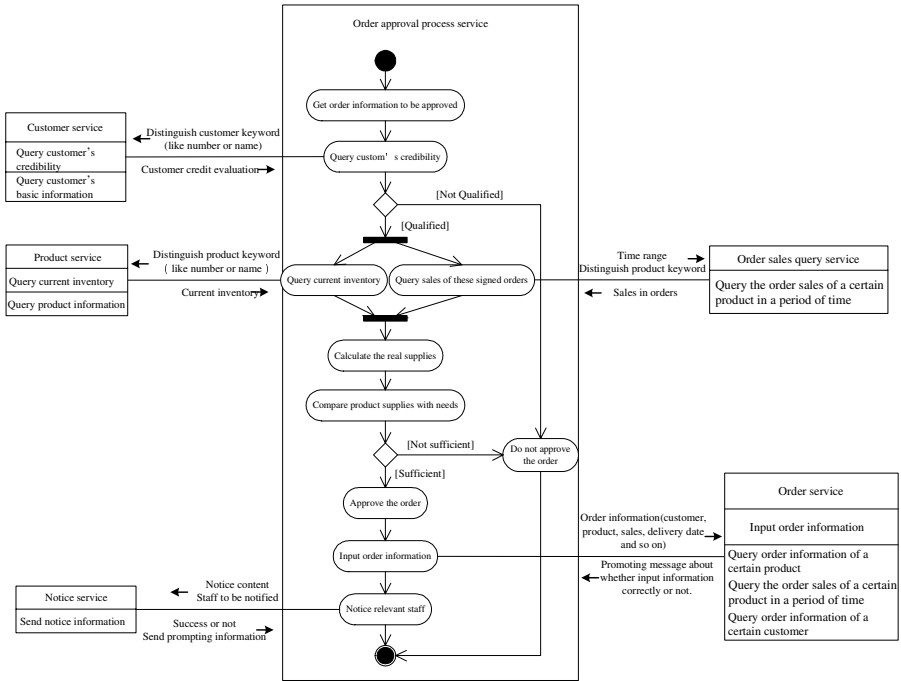 Order approval process service
Get order information to be approved
Customer service
Query customer's
credibility
Query customer's
basic information
Distinguish customer keyword
(like number or name)
Customer credit evaluation
Query custom' s credibility
[Not Qualified]
[Qualified]
Product service
Query current inventory
Query product information
Distinguish product keyword
( like number or name )
Current inventory
Query current inventory
Query sales of these signed orders
Time range
Distinguish product keyword
Sales in orders
Order sales query service
Query the order sales of a certain
product in a period of time
Calculate the real supplies
Compare product supplies with needs
[Not sufficient]
[Sufficient]
Do not approve
the order
Approve the order
Input order information
Order information(customer,
product, sales, delivery date
and so on)
Promoting message about
whether input information
correctly or not.
Order service
Input order information
Query order information of a
certain product
Query the order sales of a certain
product in a period of time
Query order information of a
certain customer
Notice service
Send notice information
Notice content
Staff to be notified
Success or not
Send prompting information
Notice relevant staff